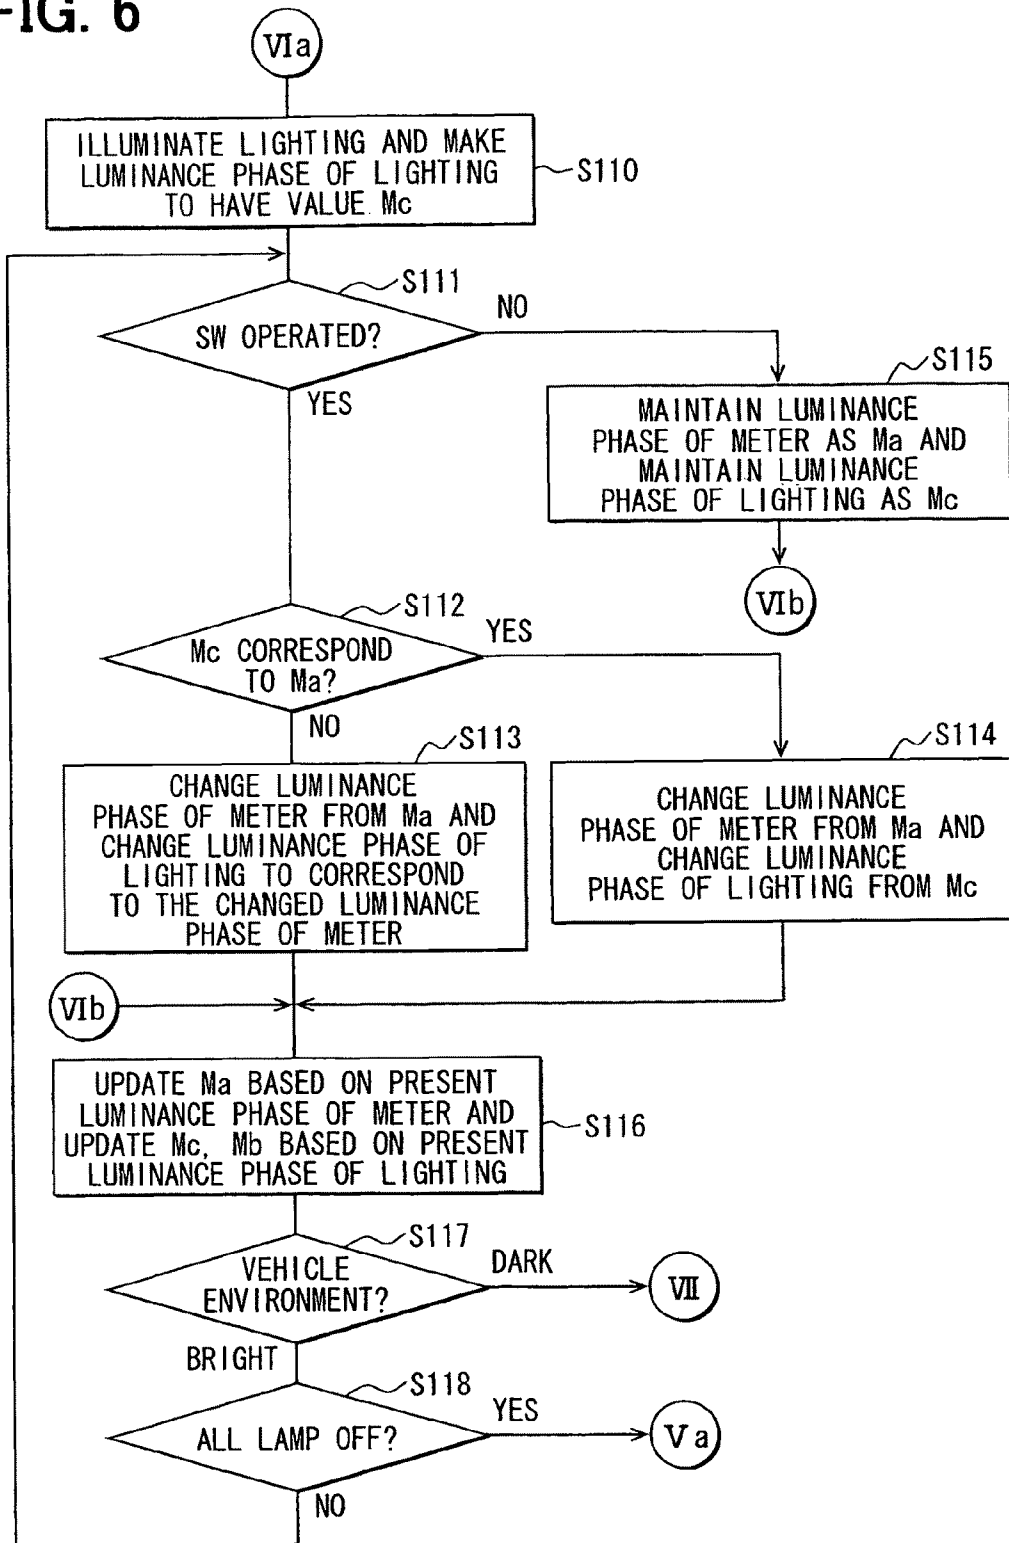 FIG. 6
VIa
ILLUMINATE LIGHTING AND MAKE
LUMINANCE PHASE OF LIGHTING
TO HAVE VALUE Mc
S110
S111
SW OPERATED?
NO
YES
S115
MAINTAIN LUMINANCE
PHASE OF METER AS Ma AND
MAINTAIN LUMINANCE
PHASE OF LIGHTING AS Mc
VIb
S112
Mc CORRESPOND
TO Ma?
YES
NO
S113
CHANGE LUMINANCE
PHASE OF METER FROM Ma AND
CHANGE LUMINANCE PHASE OF
LIGHTING TO CORRESPOND
TO THE CHANGED LUMINANCE
PHASE OF METER
S114
CHANGE LUMINANCE
PHASE OF METER FROM Ma AND
CHANGE LUMINANCE
PHASE OF LIGHTING FROM Mc
VIb
UPDATE Ma BASED ON PRESENT
LUMINANCE PHASE OF METER AND
UPDATE Mc, Mb BASED ON PRESENT
LUMINANCE PHASE OF LIGHTING
S116
S117
VEHICLE
ENVIRONMENT?
DARK
VII
BRIGHT
S118
ALL LAMP OFF?
YES
Va
NO